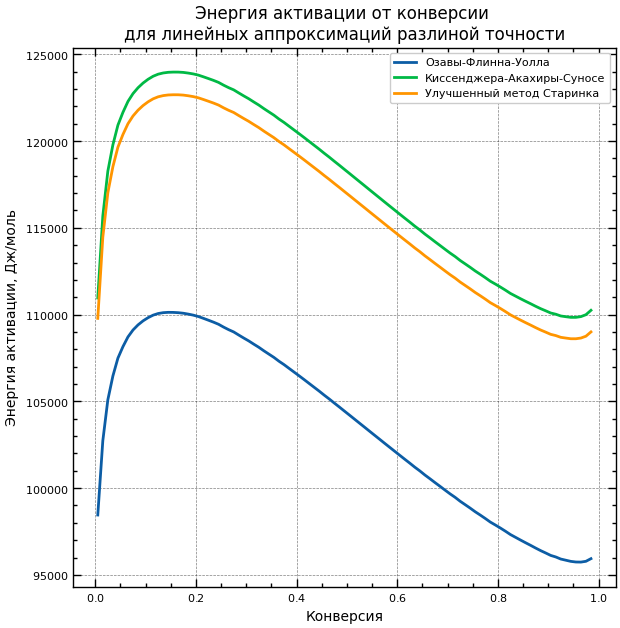 Энергия активации от конверсии
для линейных аппроксимаций разлиной точности
Озавы-Флинна-Уолла
Киссенджера-Акахиры-Суносе
Улучшенный метод Старинка
Энергия активации, Дж/моль
125000
120000
115000
110000
105000
100000
95000
0.0
0.2
0.4
0.6
0.8
1.0
Конверсия